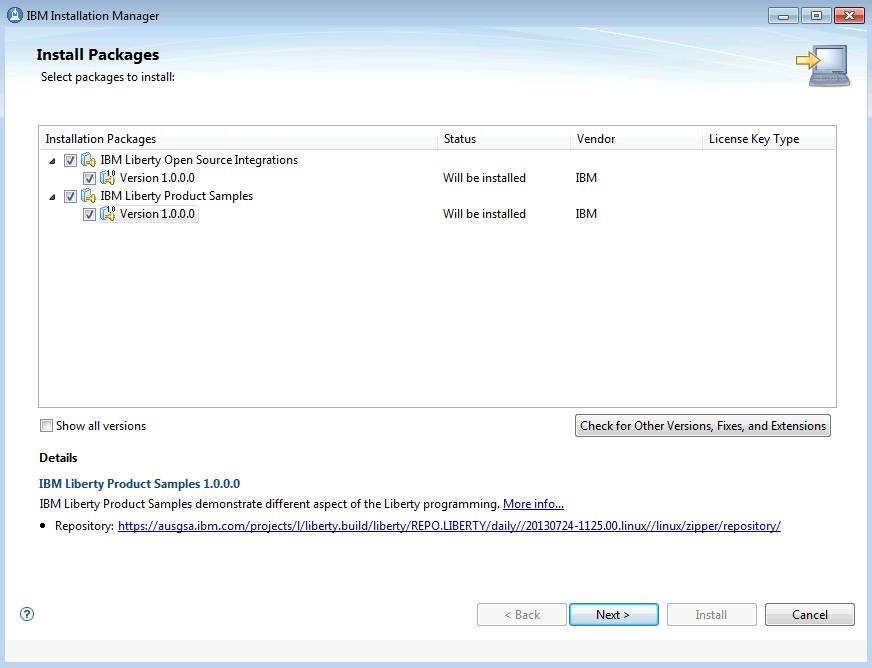 IBM Installation Manager
Install Packages
Select packages to install:
Installation Packages Status Vendor License Key Type
IBM Liberty Open Source Integrations
1.0 Version 1.0.0.0 Will be installed IBM
IBM Liberty Product Samples
1.0 Version 1.0.0.0 Will be installed IBM
Show all versions Check for Other Versions, Fixes, and Extensions
Details
IBM Liberty Product Samples 1.0.0.0
IBM Liberty Product Samples demonstrate different aspect of the Liberty programming. More info...
• Repository: https://ausgsa.ibm.com/projects/l/liberty.build/liberty/REPO.LIBERTY/daily//20130724-1125.00.linux//linux/zipper/repository/
? < Back Next > Install Cancel